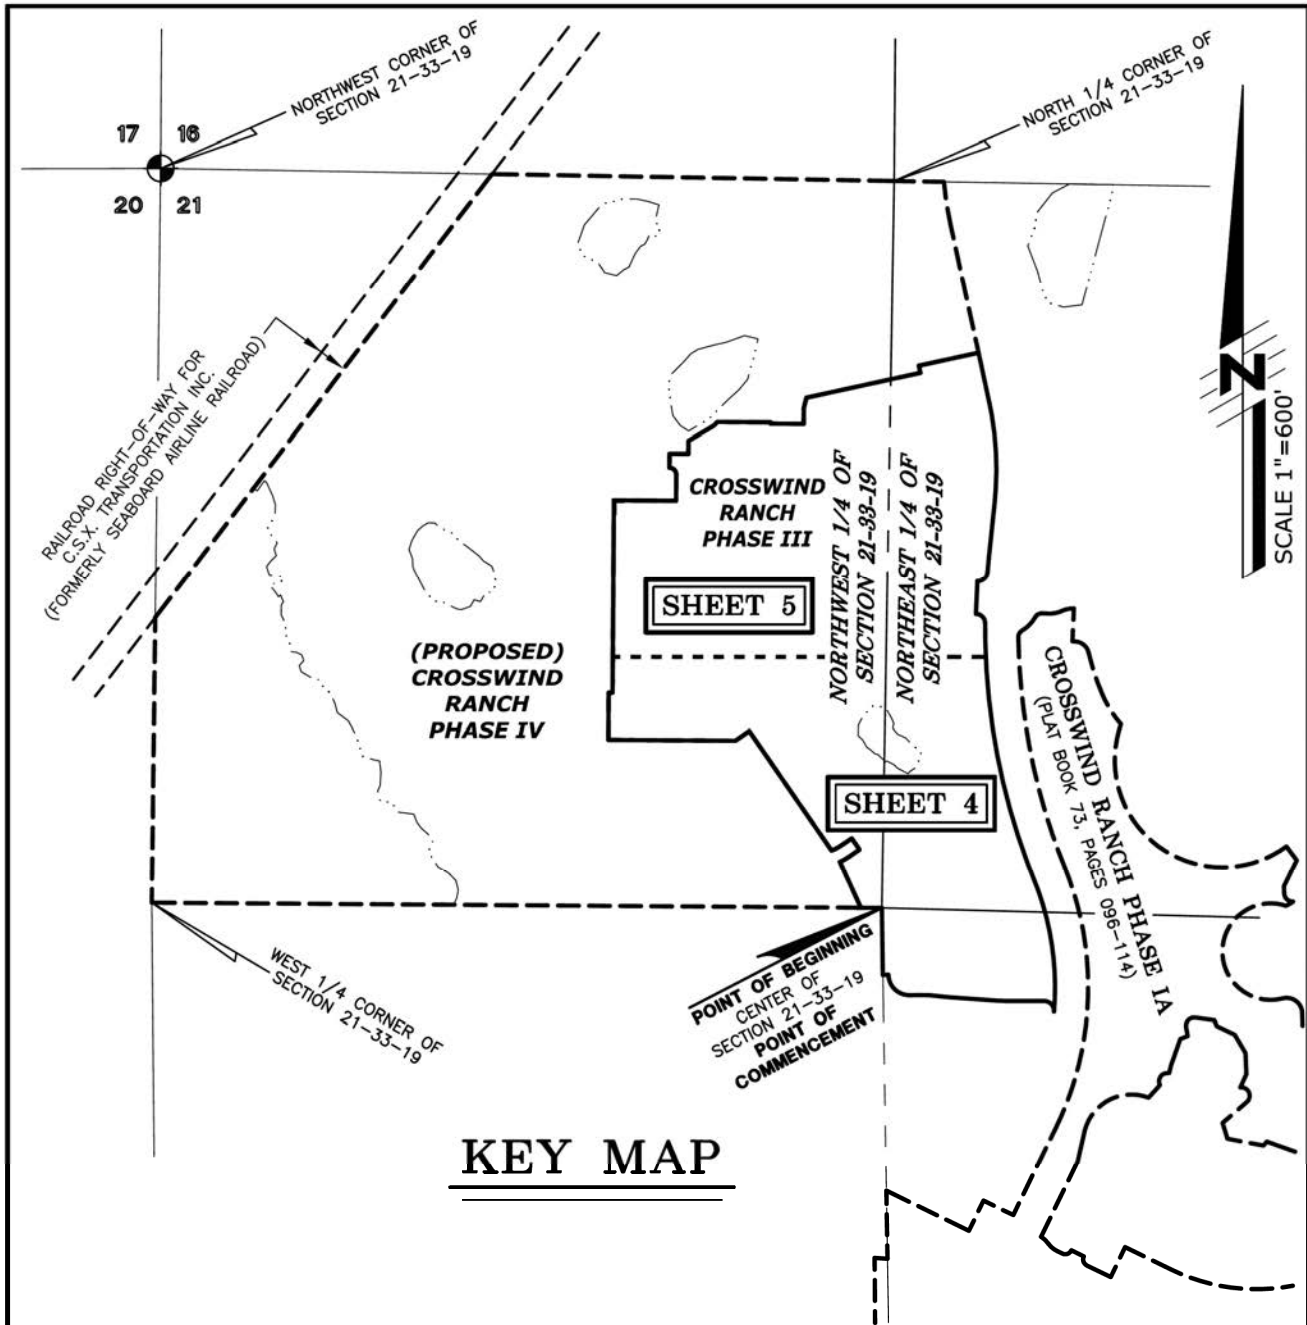 NORTHWEST CORNER OF
SECTION 21-33-19
NORTH 1/4 CORNER OF
SECTION 21-33-19
17 16
20 21
N
SCALE 1"=600'
RAILROAD RIGHT-OF-WAY FOR
C.S.X. TRANSPORTATION INC.
(FORMERLY SEABOARD AIRLINE RAILROAD)
CROSSWIND
RANCH
PHASE III
NORTHWEST 1/4 OF
SECTION 21-33-19
NORTHEAST 1/4 OF
SECTION 21-33-19
SHEET 5
(PROPOSED)
CROSSWIND
RANCH
PHASE IV
SHEET 4
CROSSWIND RANCH PHASE IA
(PLAT BOOK 73, PAGES 096-114)
WEST 1/4 CORNER OF
SECTION 21-33-19
POINT OF BEGINNING
CENTER OF
SECTION 21-33-19
POINT OF
COMMENCEMENT
KEY MAP